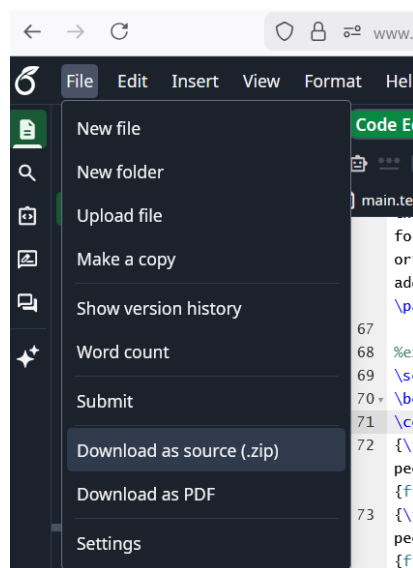 www.
File Edit Insert View Format Hel
New file
Code E
New folder
Upload file
main.te
Make a copy
fo
or
ad
\pa
Show version history
67
Word count
68 %e
69 \s
Submit
70 \b
71 \c
Download as source (.zip)
72 {\
pe
Download as PDF
{f
73 {\
Settings
pe
{f